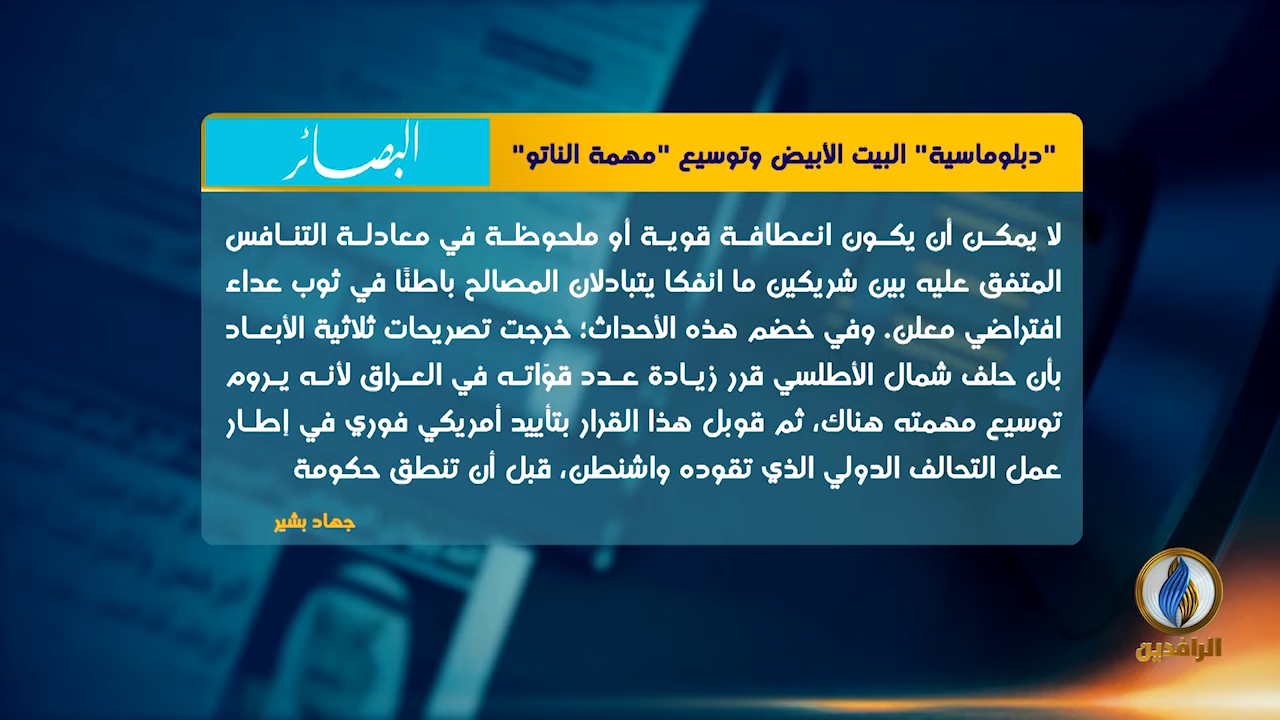 "دبلوماسية" البيت الأبيض وتوسيع "مهمة الناتو"
البصائر
لا يمكن أن يكون انعطافة قوية أو ملحوظة في معادلة التنافس
المتفق عليه بين شريكين ما انفكا يتبادلان المصالح باطنًا في ثوب عداء
افتراضي معلن. وفي خضم هذه الأحداث؛ خرجت تصريحات ثلاثية الأبعاد
بأن حلف شمال الأطلسي قرر زيادة عدد قوّاته في العراق لأنه يروم
توسيع مهمته هناك، ثم قوبل هذا القرار بتأييد أمريكي فوري في إطار
عمل التحالف الدولي الذي تقوده واشنطن، قبل أن تنطق حكومة
جهاد بشير
الرافدين